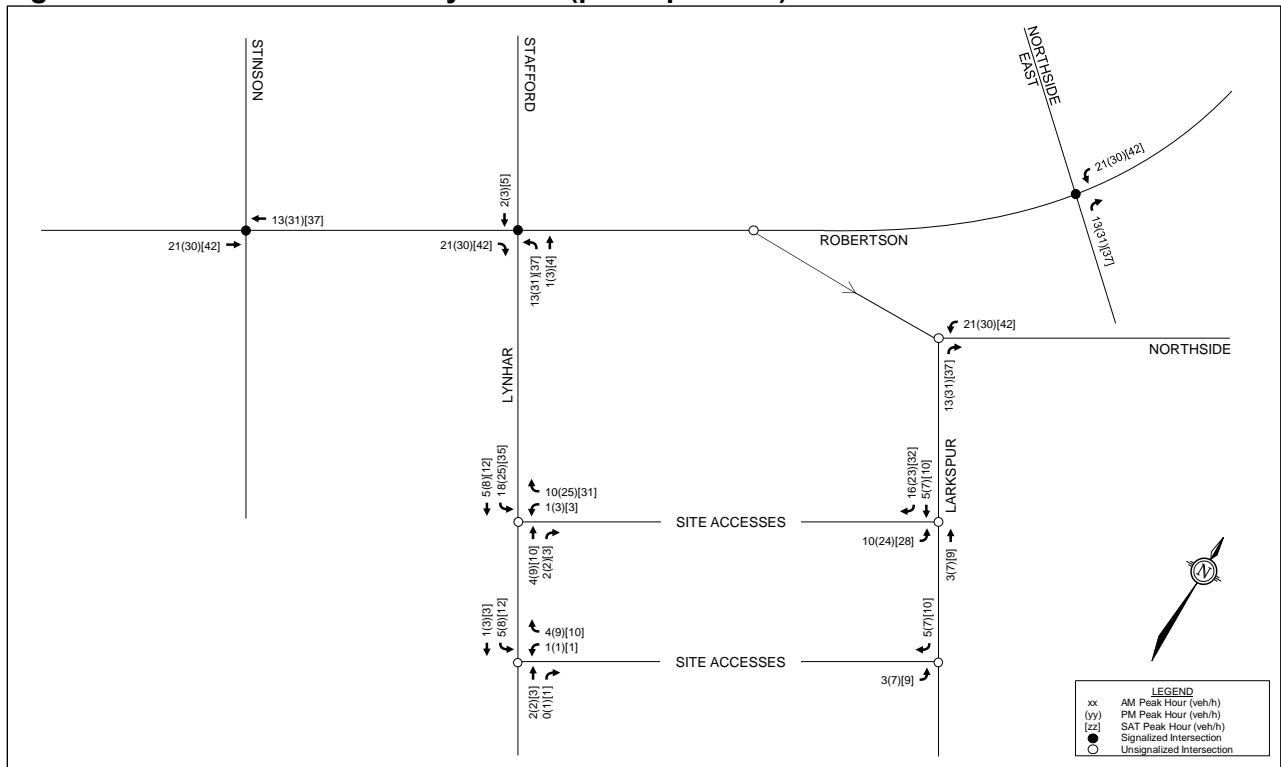 STINSON
STAFFORD
NORTHSIDE
EAST
21(30)[42]
13(31)[37]
2(3)[5]
13(31)[37]
21(30)[42]
21(30)[42]
13(31)[37]
1(3)[4]
ROBERTSON
21(30)[42]
NORTHSIDE
13(31)[37]
LYNHAR
LARKSPUR
5(8)[12]
18(25)[35]
10(25)[31]
1(3)[3]
SITE ACCESSES
4(9)[10]
2(2)[3]
16(23)[32]
5(7)[10]
10(24)[28]
3(7)[9]
N
1(3)[3]
5(8)[12]
4(9)[10]
1(1)[1]
SITE ACCESSES
2(2)[3]
0(1)[1]
5(7)[10]
3(7)[9]
LEGEND
xx AM Peak Hour (veh/h)
(yy) PM Peak Hour (veh/h)
[zz] SAT Peak Hour (veh/h)
Signalized Intersection
Unsignalized Intersection